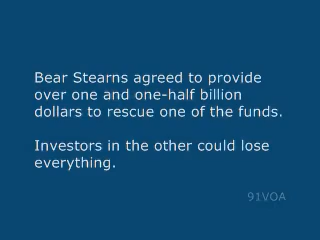 Bear Stearns agreed to provide
over one and one-half billion
dollars to rescue one of the funds.
Investors in the other could lose
everything.
91VOA